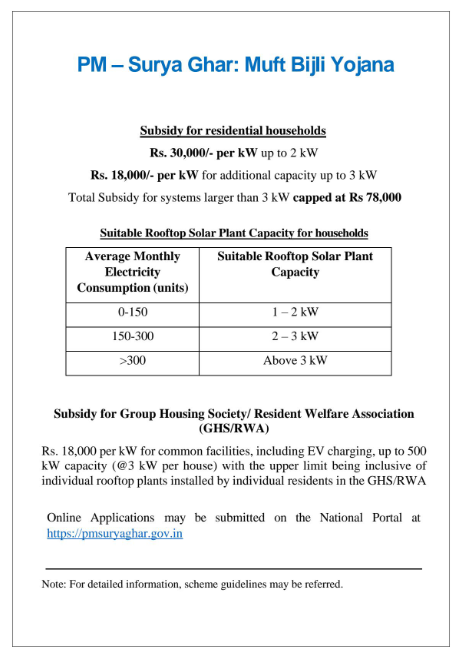 PM – Surya Ghar: Muft Bijli Yojana
Subsidy for residential households
Rs. 30,000/- per kW up to 2 kW
Rs. 18,000/- per kW for additional capacity up to 3 kW
Total Subsidy for systems larger than 3 kW capped at Rs 78,000
Suitable Rooftop Solar Plant Capacity for households
Average Monthly
Electricity
Consumption (units)
Suitable Rooftop Solar Plant
Capacity
0-150
1 – 2 kW
150-300
2 – 3 kW
>300
Above 3 kW
Subsidy for Group Housing Society/ Resident Welfare Association
(GHS/RWA)
Rs. 18,000 per kW for common facilities, including EV charging, up to 500
kW capacity (@3 kW per house) with the upper limit being inclusive of
individual rooftop plants installed by individual residents in the GHS/RWA
Online Applications may be submitted on the National Portal at
https://pmsuryaghar.gov.in
Note: For detailed information, scheme guidelines may be referred.